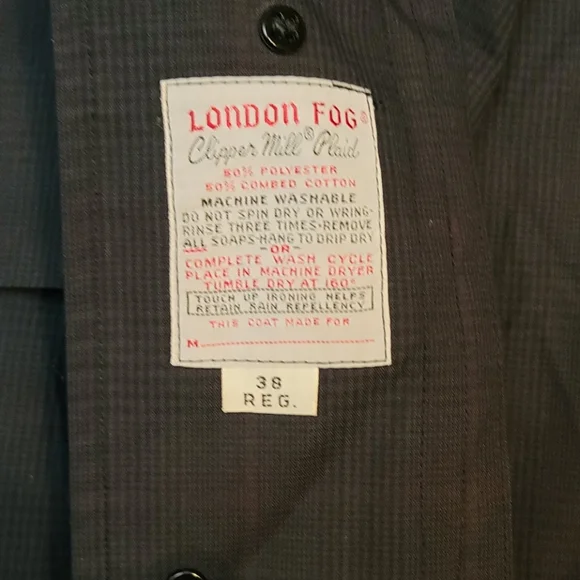 LONDON FOG®
Clipper Mill® Plaid
50% POLYESTER
50% COMBED COTTON
MACHINE WASHABLE
DO NOT SPIN DRY OR WRING-
RINSE THREE TIMES-REMOVE
ALL SOAPS-HANG TO DRIP DRY
-OR-
COMPLETE WASH CYCLE
PLACE IN MACHINE DRYER
TUMBLE DRY AT 160°
TOUCH UP IRONING HELPS
RETAIN RAIN REPELLENCY
THIS COAT MADE FOR
M
38
REG.